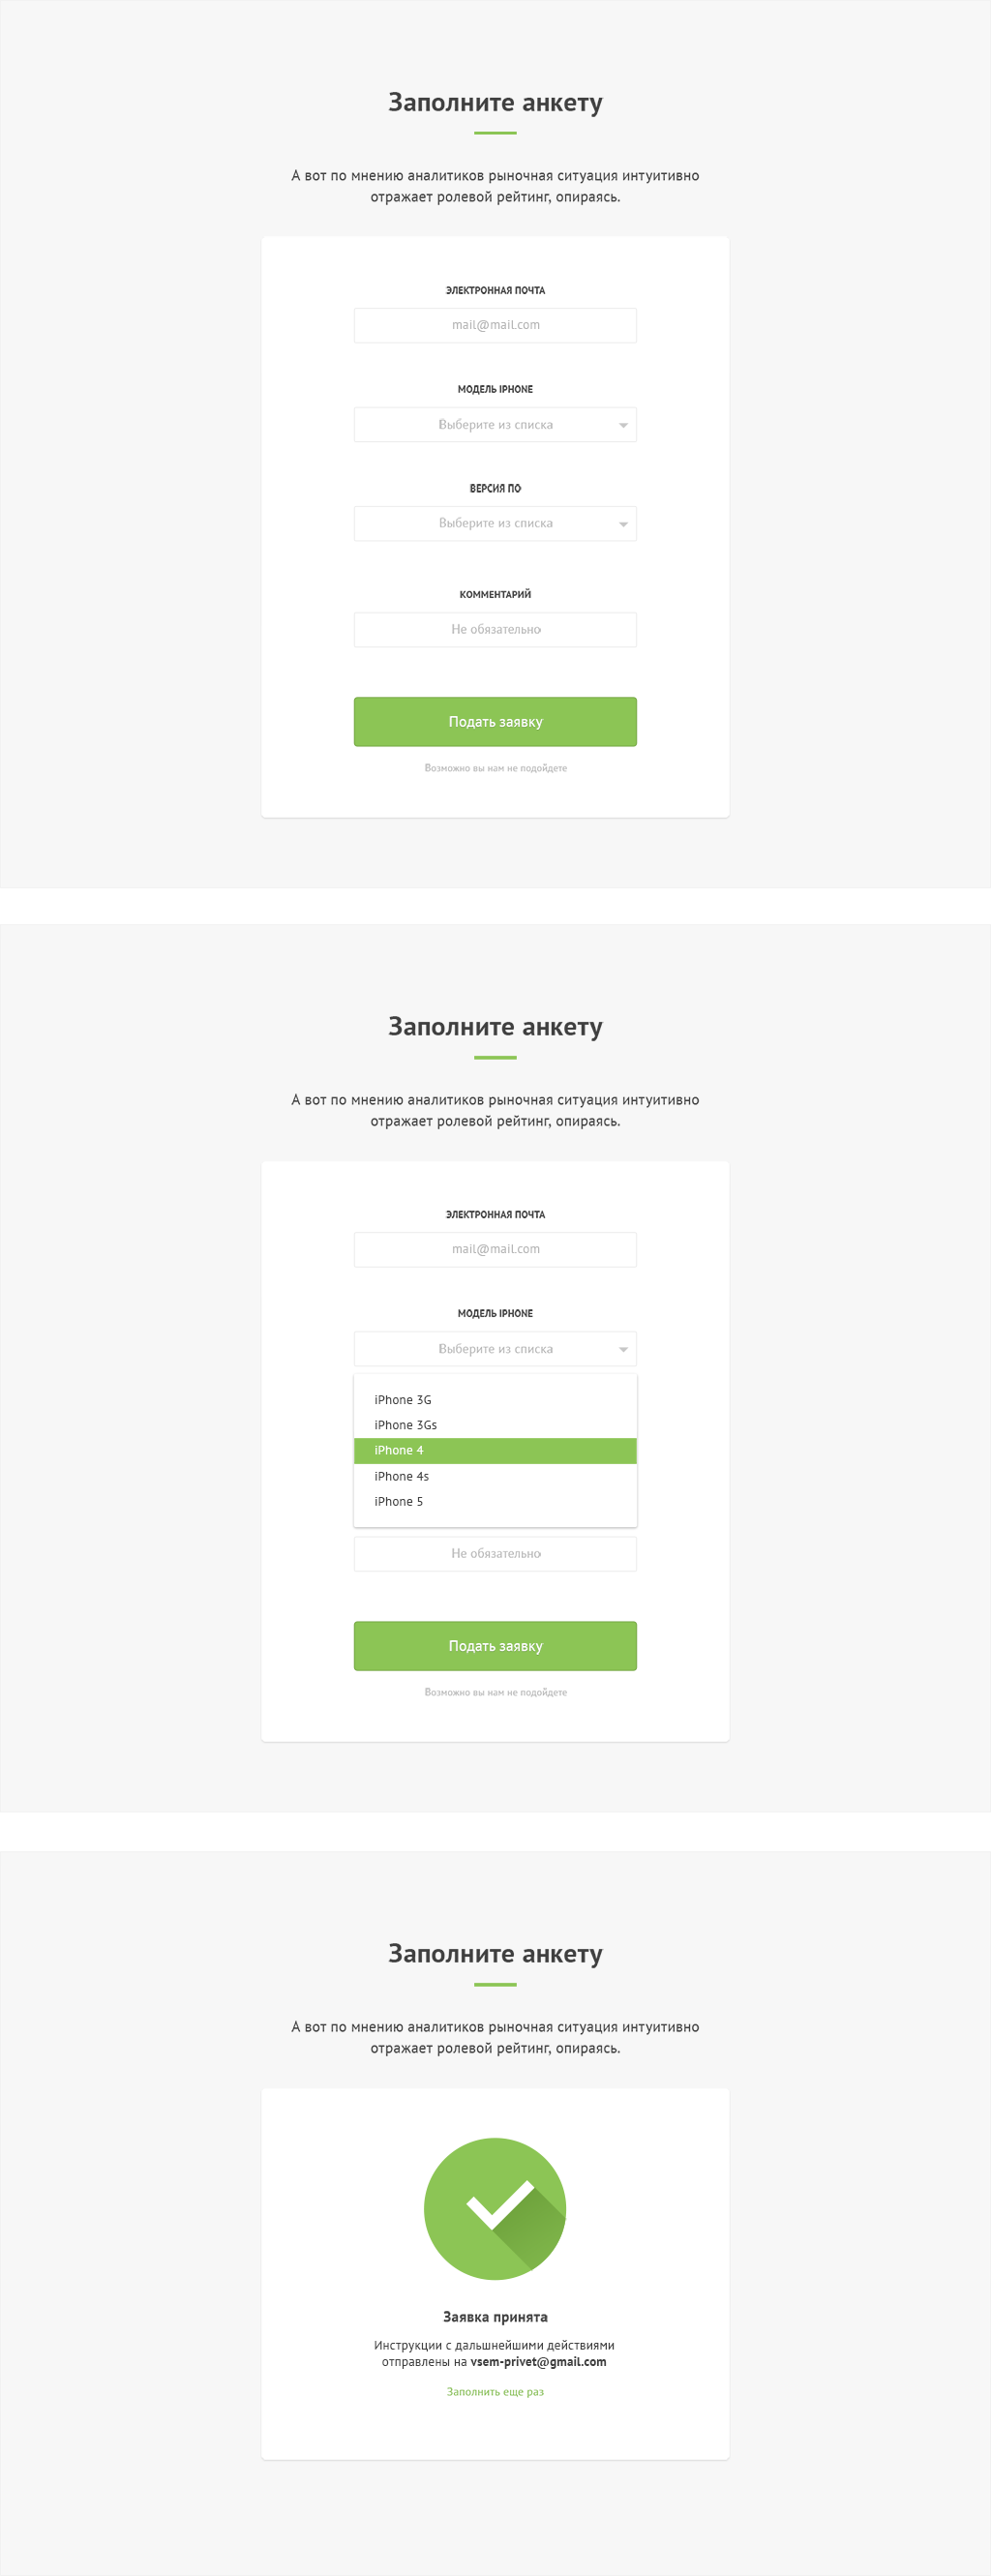 Заполните анкету
А вот по мнению аналитиков рыночная ситуация интуитивно
отражает ролевой рейтинг, опираясь.
ЭЛЕКТРОННАЯ ПОЧТА
mail@mail.com
МОДЕЛЬ IPHONE
Выберите из списка
ВЕРСИЯ ПО
Выберите из списка
КОММЕНТАРИЙ
Не обязательно
Подать заявку
Возможно вы нам не подойдете
Заполните анкету
А вот по мнению аналитиков рыночная ситуация интуитивно
отражает ролевой рейтинг, опираясь.
ЭЛЕКТРОННАЯ ПОЧТА
mail@mail.com
МОДЕЛЬ IPHONE
Выберите из списка
iPhone 3G
iPhone 3Gs
iPhone 4
iPhone 4s
iPhone 5
Не обязательно
Подать заявку
Возможно вы нам не подойдете
Заполните анкету
А вот по мнению аналитиков рыночная ситуация интуитивно
отражает ролевой рейтинг, опираясь.
Заявка принята
Инструкции с дальшнейшими действиями
отправлены на vsem-privet@gmail.com
Заполнить еще раз